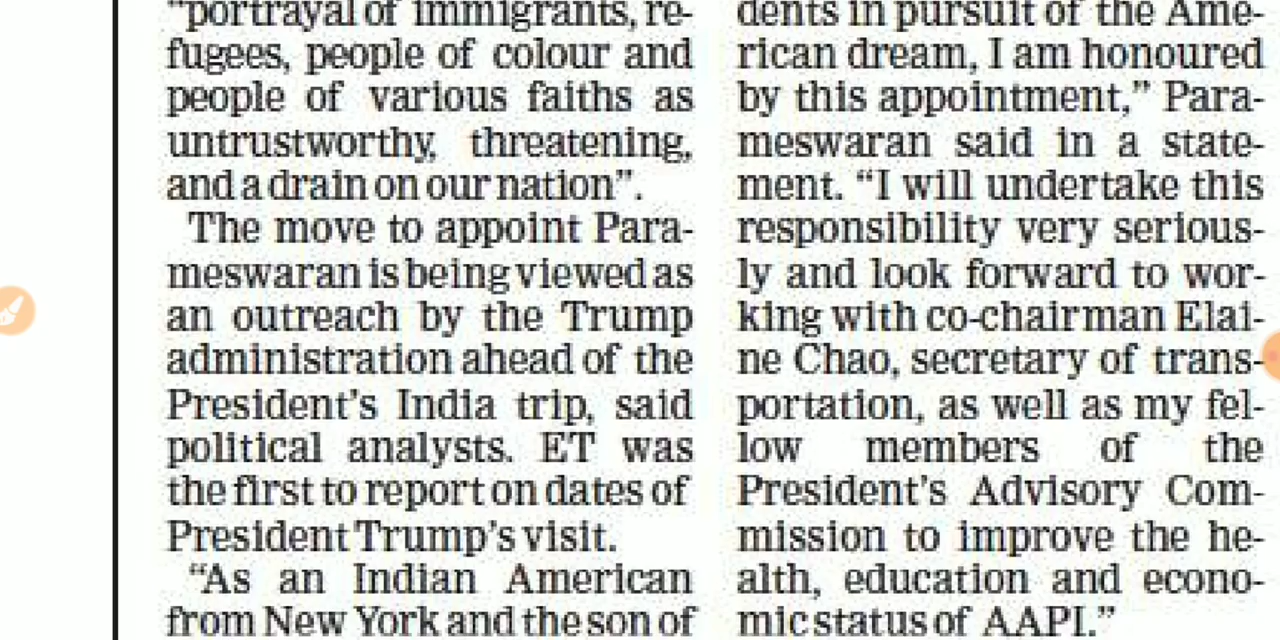 “portrayal of immigrants, re-
fugees, people of colour and
people of various faiths as
untrustworthy, threatening,
and a drain on our nation”.
The move to appoint Para-
meswaran is being viewed as
an outreach by the Trump
administration ahead of the
President’s India trip, said
political analysts. ET was
the first to report on dates of
President Trump’s visit.
“As an Indian American
from New York and the son of
dents in pursuit of the Ame-
rican dream, I am honoured
by this appointment,” Para-
meswaran said in a state-
ment. “I will undertake this
responsibility very serious-
ly and look forward to wor-
king with co-chairman Elai-
ne Chao, secretary of trans-
portation, as well as my fel-
low members of the
President’s Advisory Com-
mission to improve the he-
alth, education and econo-
mic status of AAPI.”